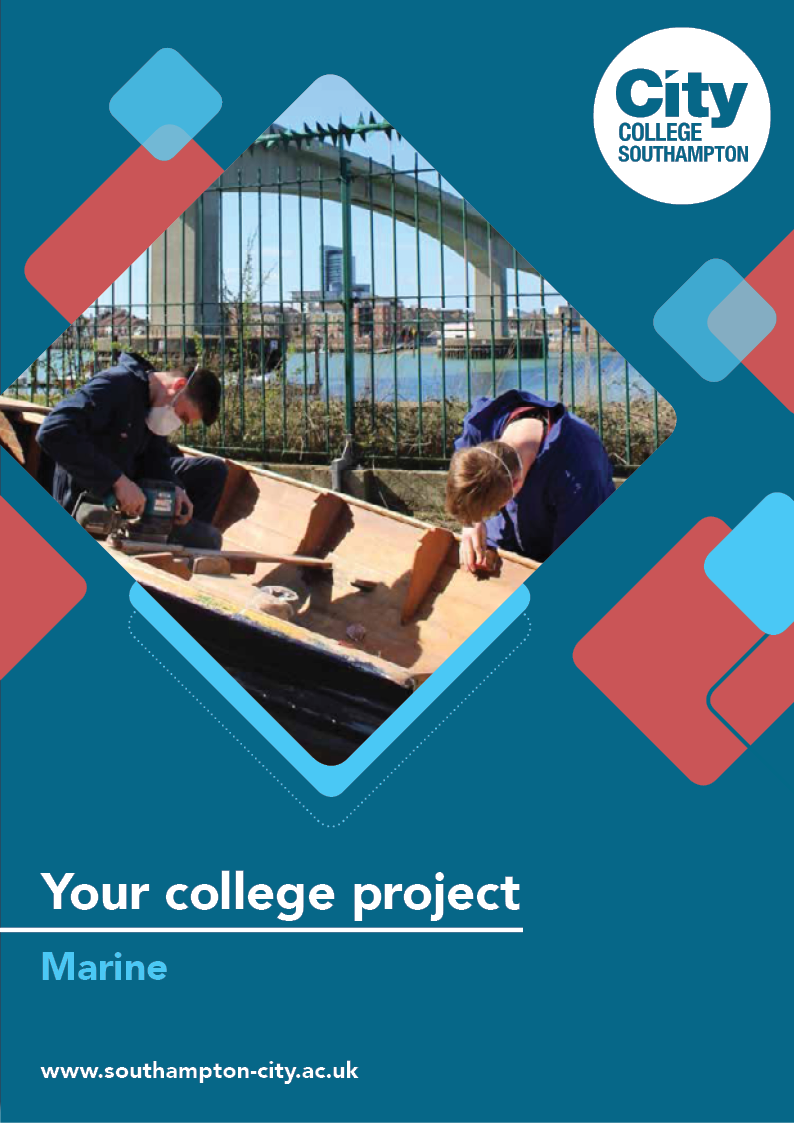 City
COLLEGE
SOUTHAMPTON
Your college project
Marine
www.southampton-city.ac.uk